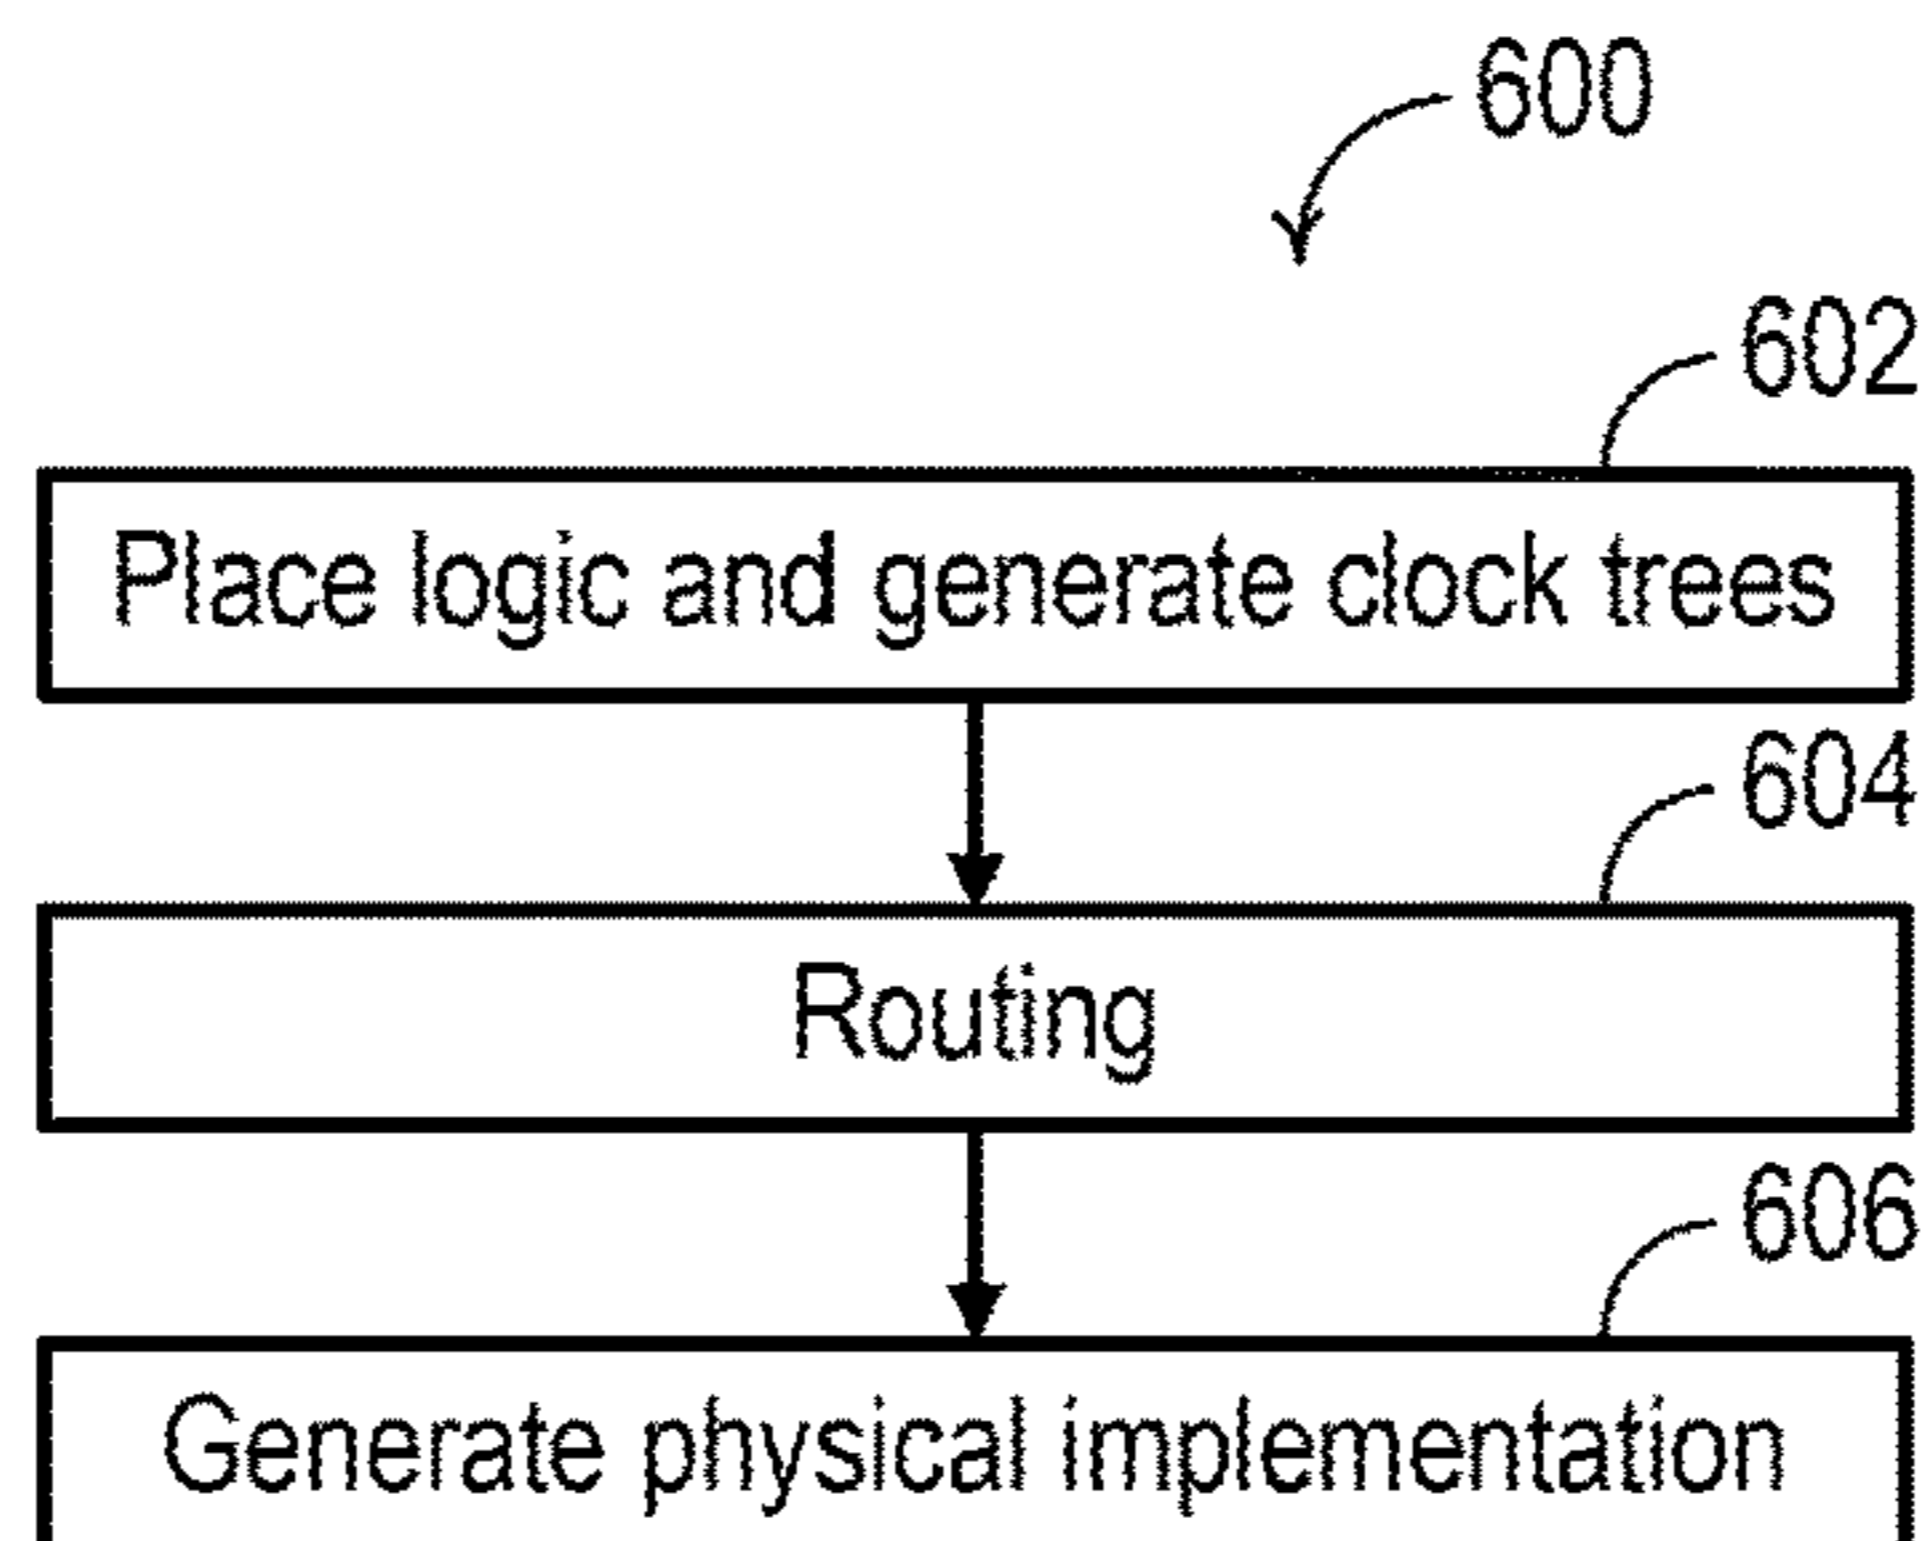 600
602
Place logic and generate clock trees
604
Routing
606
Generate physical implementation